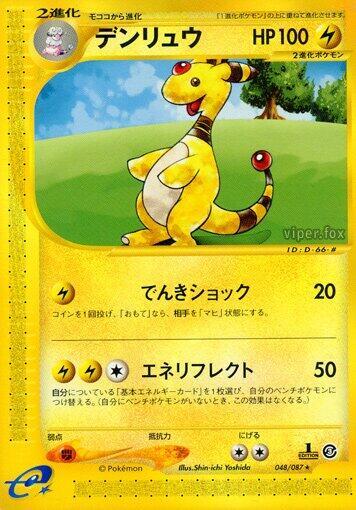 2進化
モココから進化
「1進化ポケモン」の上に重ねて進化させます。
デンリュウ HP100
2進化ポケモン
viper.fox
ID:D-66-#
でんきショック 20
コインを1回投げ、「おもて」なら、相手を「マヒ」状態にする。
エネリフレクト 50
自分についている「基本エネルギーカード」を1枚選び、自分のベンチポケモン
につけ替える。(自分にベンチポケモンがいないとき、この効果はなくなる。)
弱点 抵抗力 にげる
© Pokémon Illus.Shin-ichi Yoshida
1 EDITION
048/087★
e